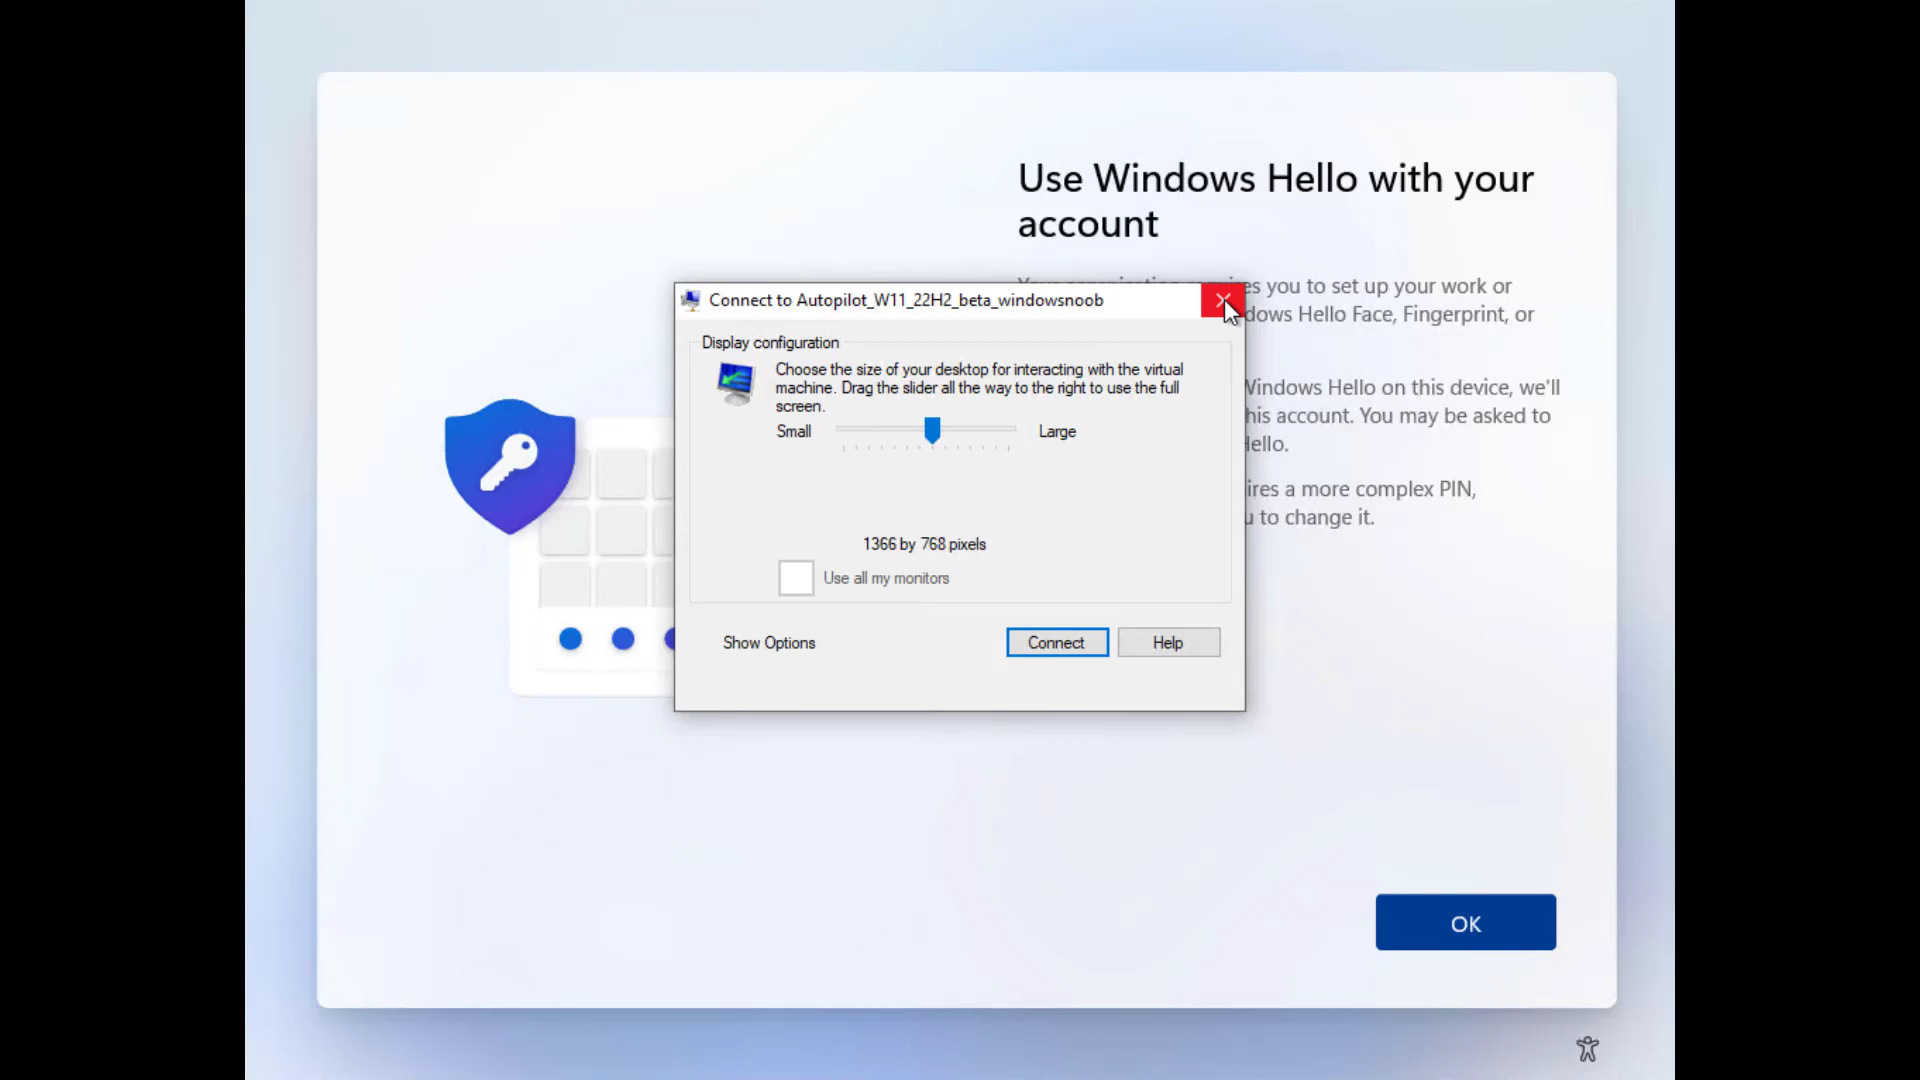 Use Windows Hello with your
account
es you to set up your work or
dows Hello Face, Fingerprint, or
Windows Hello on this device, we'll
his account. You may be asked to
Hello.
ires a more complex PIN,
u to change it.
OK
Connect to Autopilot_W11_22H2_beta_windowsnoob
Display configuration
Choose the size of your desktop for interacting with the virtual
machine. Drag the slider all the way to the right to use the full
screen.
Small Large
1366 by 768 pixels
Use all my monitors
Show Options Connect Help